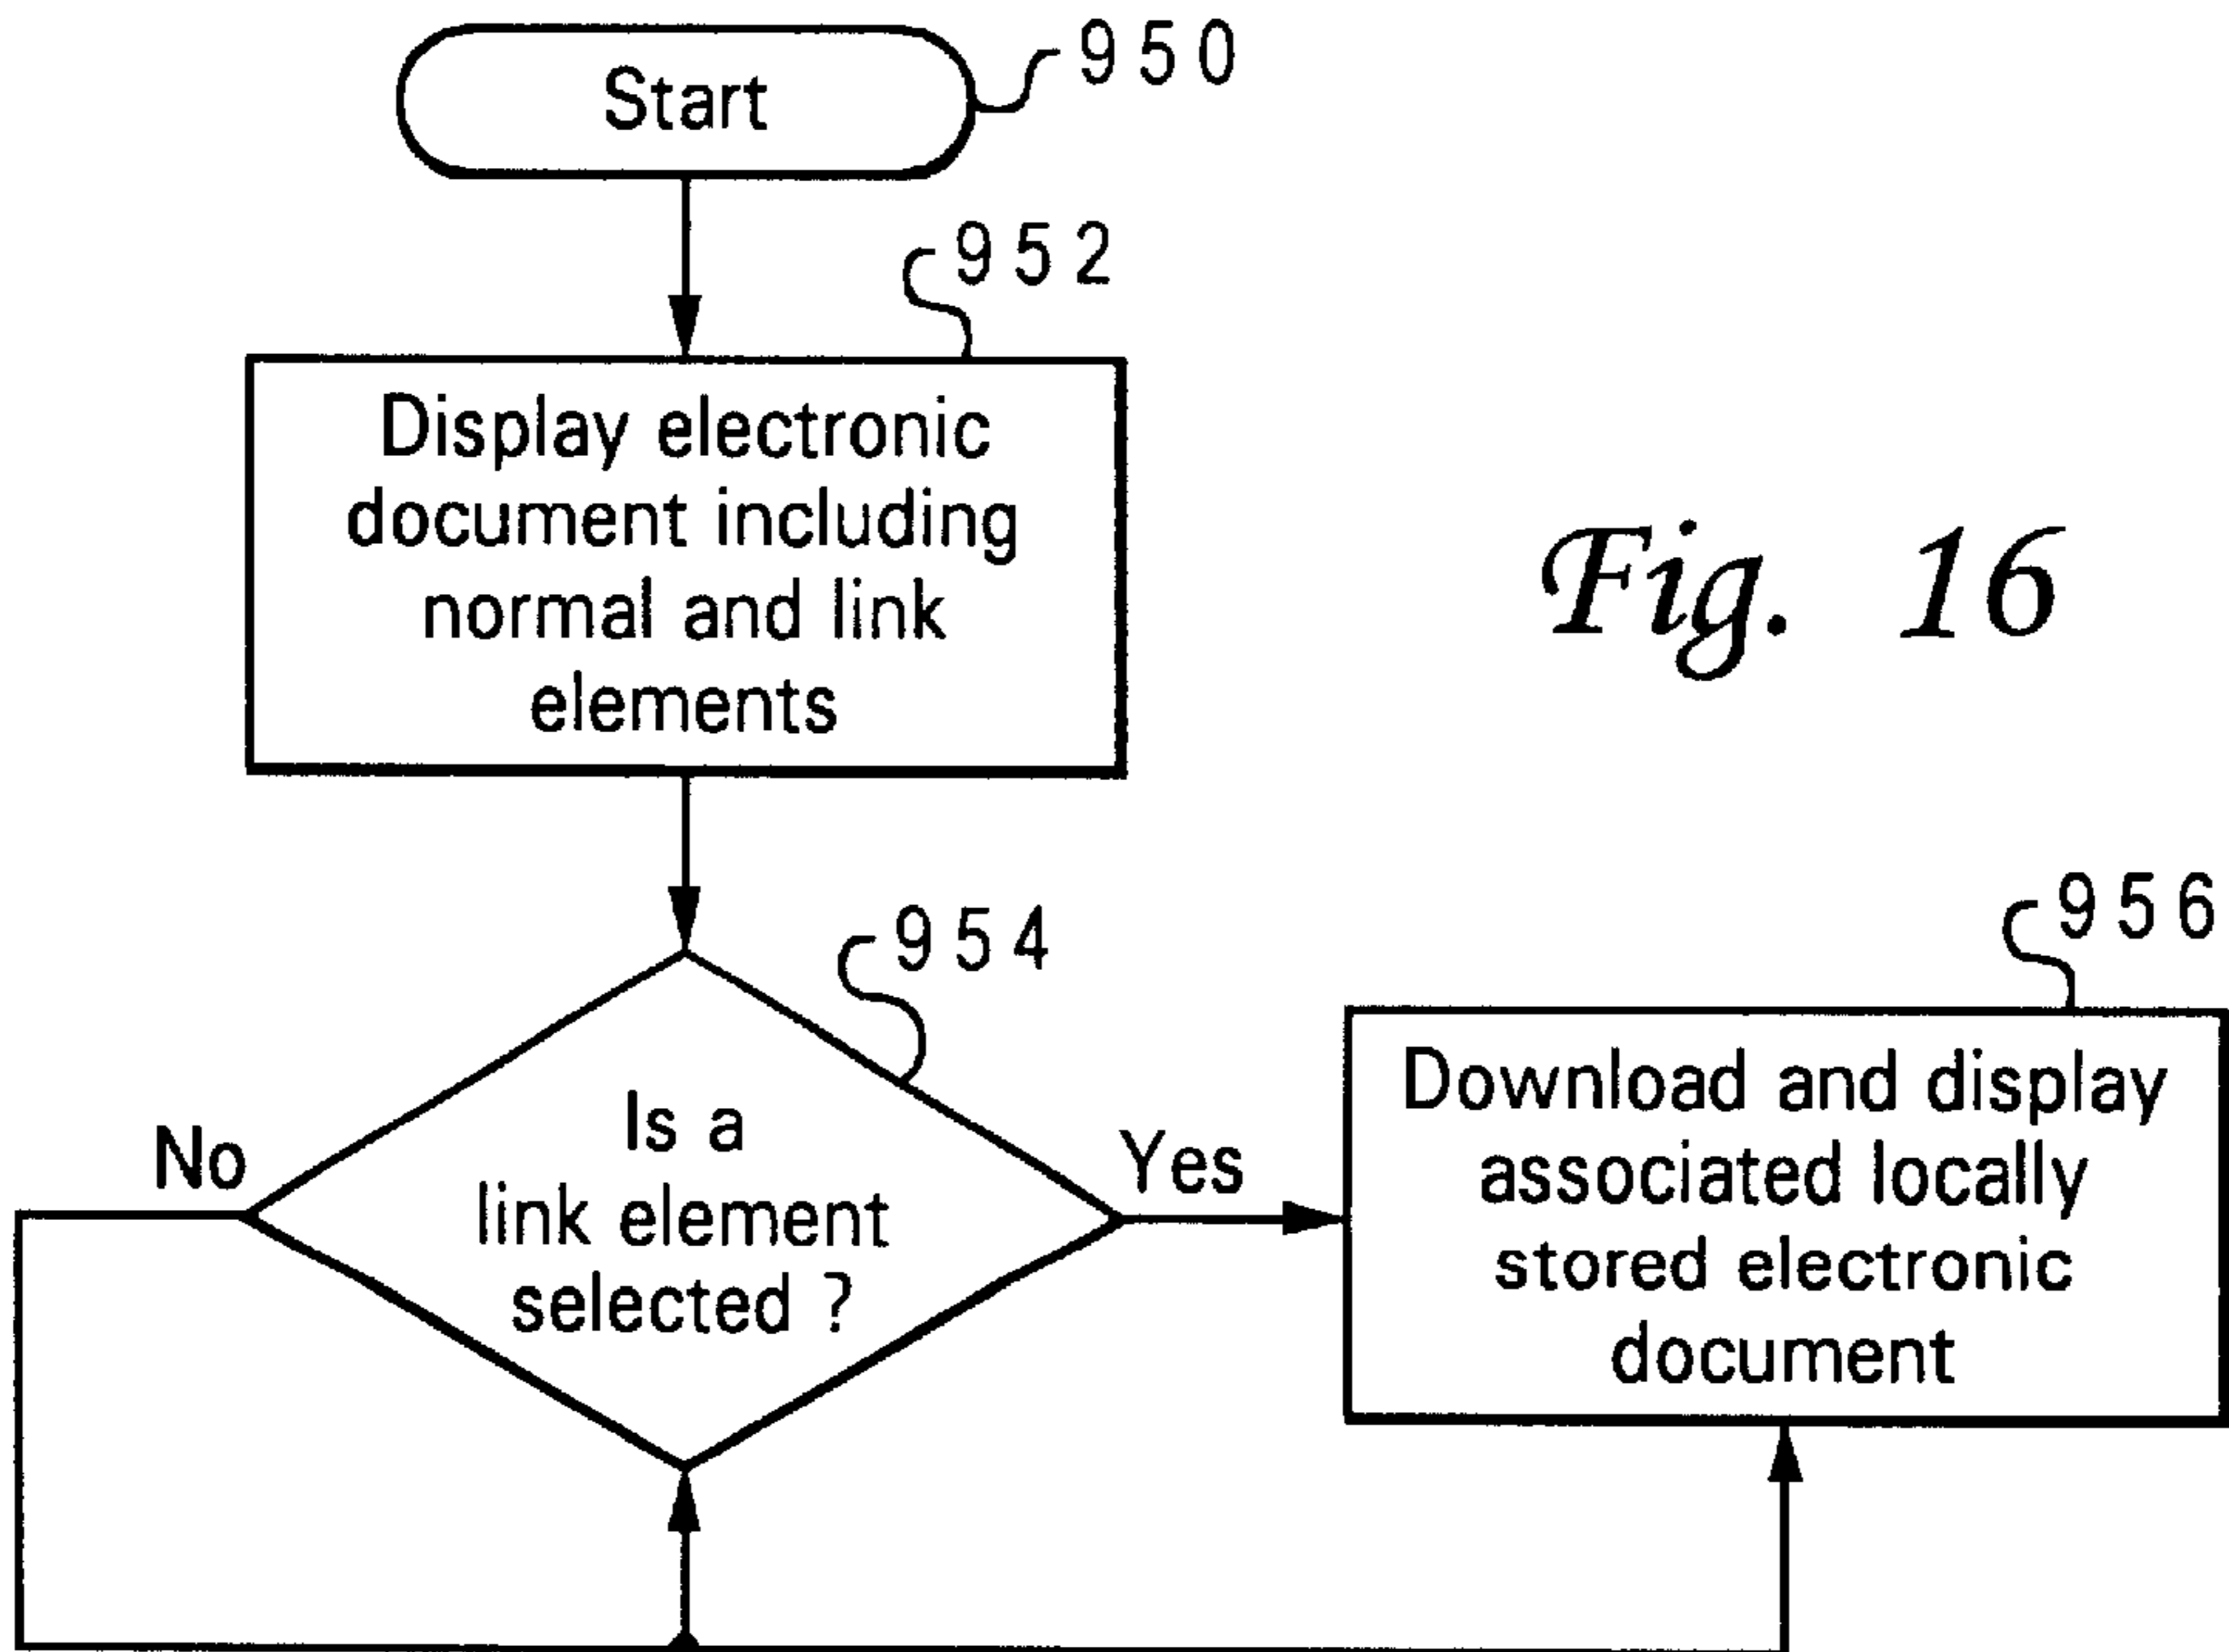 Start
950
952
Display electronic
document including
normal and link
elements
Fig. 16
954
Is a
link element
selected ?
No
Yes
956
Download and display
associated locally
stored electronic
document